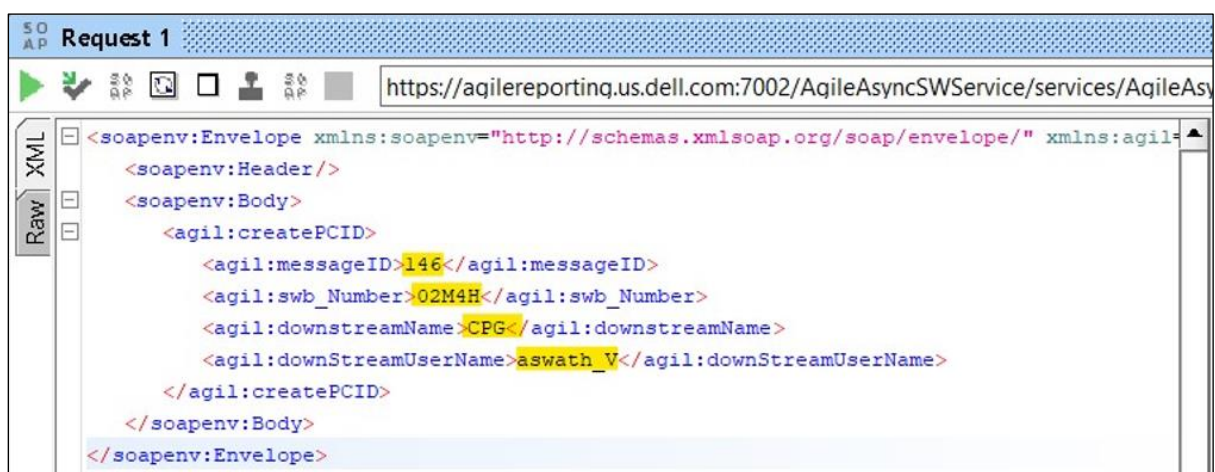 SOAP Request 1
https://agilereporting.us.dell.com:7002/AgileAsyncSWService/services/AgileAsy
XML
Raw
<soapenv:Envelope xmlns:soapenv="http://schemas.xmlsoap.org/soap/envelope/" xmlns:agil=
<soapenv:Header/>
<soapenv:Body>
<agil:createPCID>
<agil:messageID>146</agil:messageID>
<agil:swb_Number>02M4H</agil:swb_Number>
<agil:downstreamName>CPG</agil:downstreamName>
<agil:downStreamUserName>aswath_V</agil:downStreamUserName>
</agil:createPCID>
</soapenv:Body>
</soapenv:Envelope>